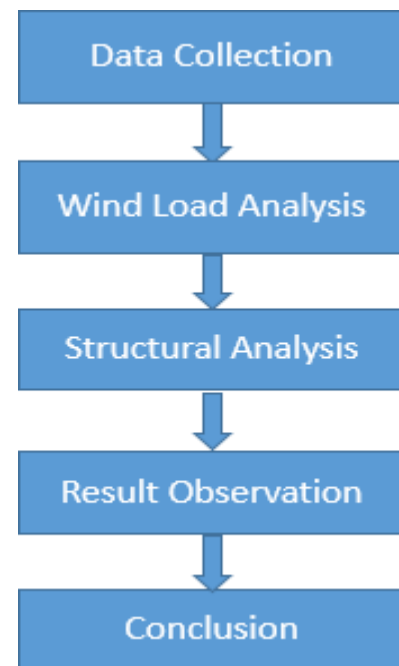 Data Collection
Wind Load Analysis
Structural Analysis
Result Observation
Conclusion